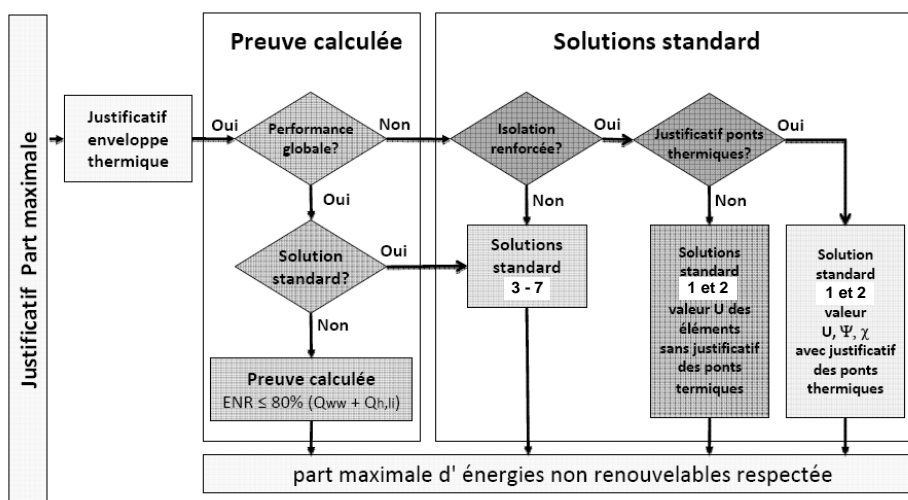 Justificatif Part maximale
Preuve calculée
Solutions standard
Justificatif
enveloppe
thermique
Oui
Performance
globale?
Non
Isolation
renforcée?
Oui
Justificatif ponts
thermiques?
Oui
Oui
Non
Non
Solution
standard?
Oui
Solutions
standard
3 - 7
Solutions
standard
1 et 2
valeur U des
éléments
sans justificatif
des ponts
termiques
Solution
standard
1 et 2
valeur
U, Ψ, χ
avec justificatif
des ponts
thermiques
Non
Preuve calculée
ENR ≤ 80% (Qww + Qh,li)
part maximale d' énergies non renouvelables respectée